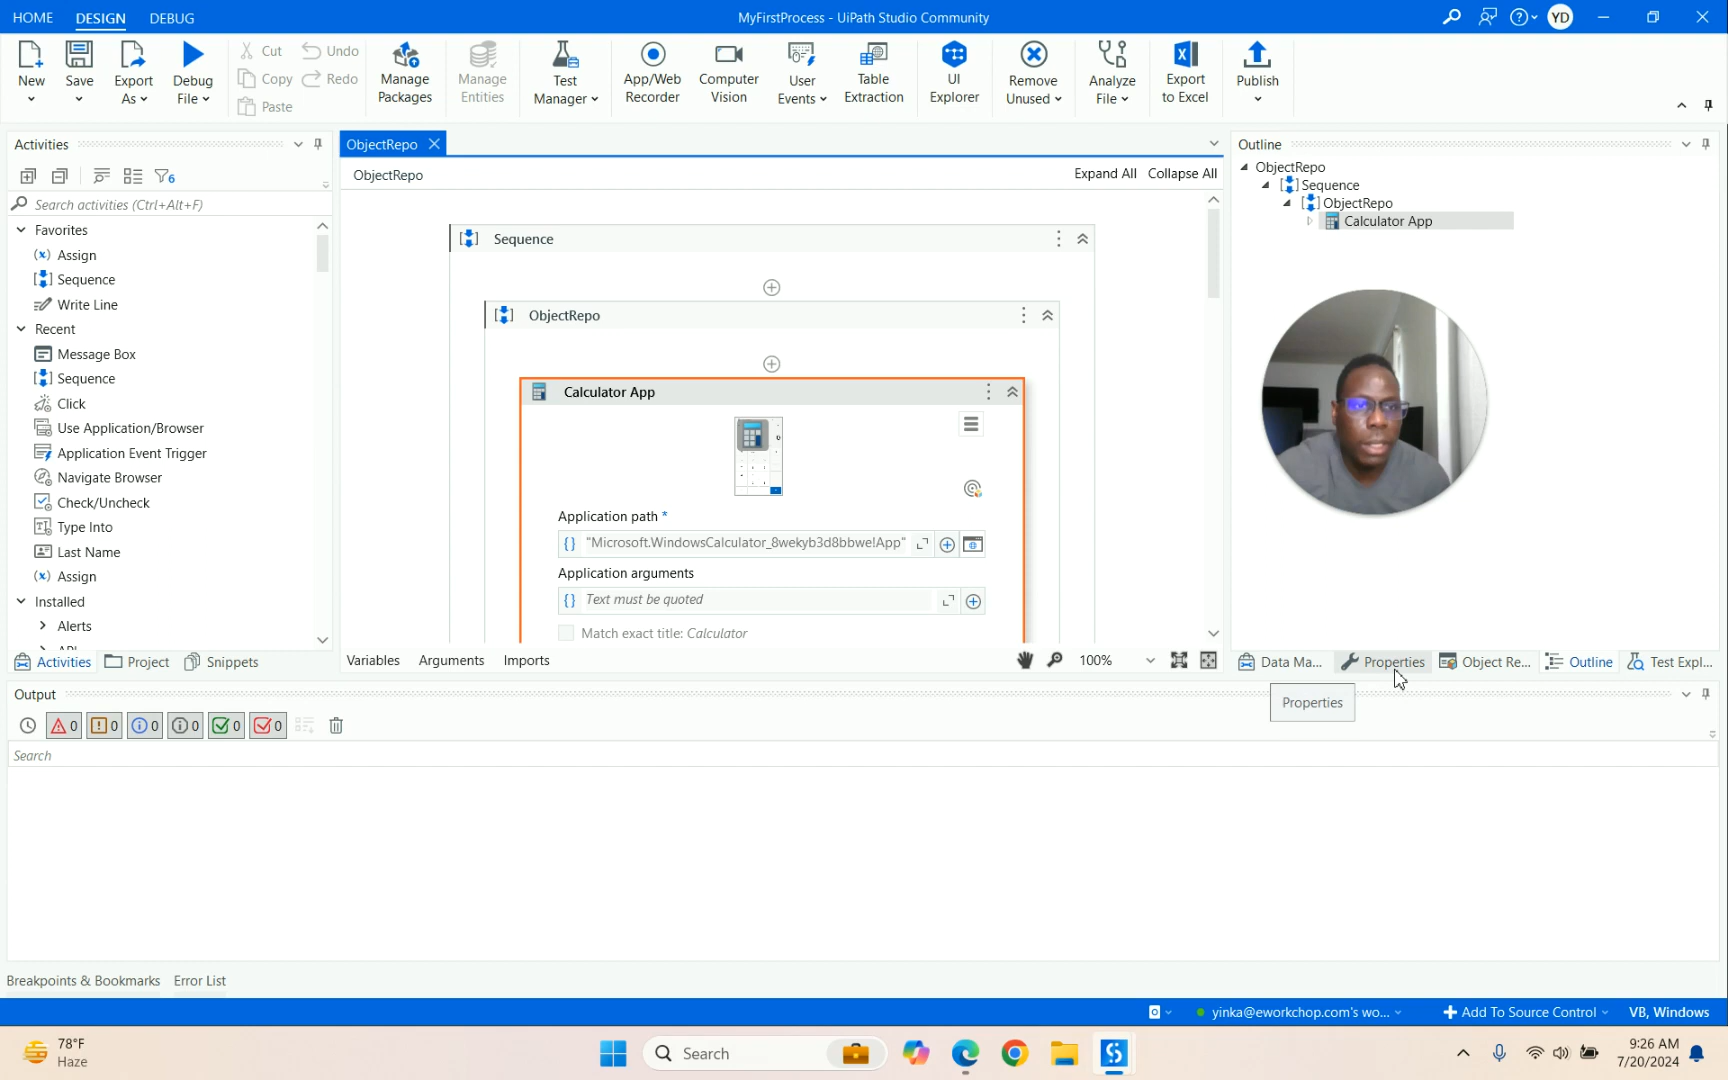 HOME DESIGN DEBUG MyFirstProcess - UiPath Studio Community YD
New Save Export As Debug File Cut Copy Paste Undo Redo Manage Packages Manage Entities Test Manager App/Web Recorder Computer Vision User Events Table Extraction UI Explorer Remove Unused Analyze File Export to Excel Publish
Activities
6
Search activities (Ctrl+Alt+F)
Favorites
Assign
Sequence
Write Line
Recent
Message Box
Sequence
Click
Use Application/Browser
Application Event Trigger
Navigate Browser
Check/Uncheck
Type Into
Last Name
Assign
Installed
Alerts
Activities Project Snippets
ObjectRepo
ObjectRepo Expand All Collapse All
Sequence
ObjectRepo
Calculator App
Application path *
"Microsoft.WindowsCalculator_8wekyb3d8bbwe!App"
Application arguments
Text must be quoted
Match exact title: Calculator
Variables Arguments Imports 100%
Outline
ObjectRepo
Sequence
ObjectRepo
Calculator App
Data Ma... Properties Object Re... Outline Test Expl...
Properties
Output
0 0 0 0 0 0
Search
Breakpoints & Bookmarks Error List
yinka@eworkchop.com's wo... Add To Source Control VB, Windows
78°F
Haze
Search
9:26 AM
7/20/2024